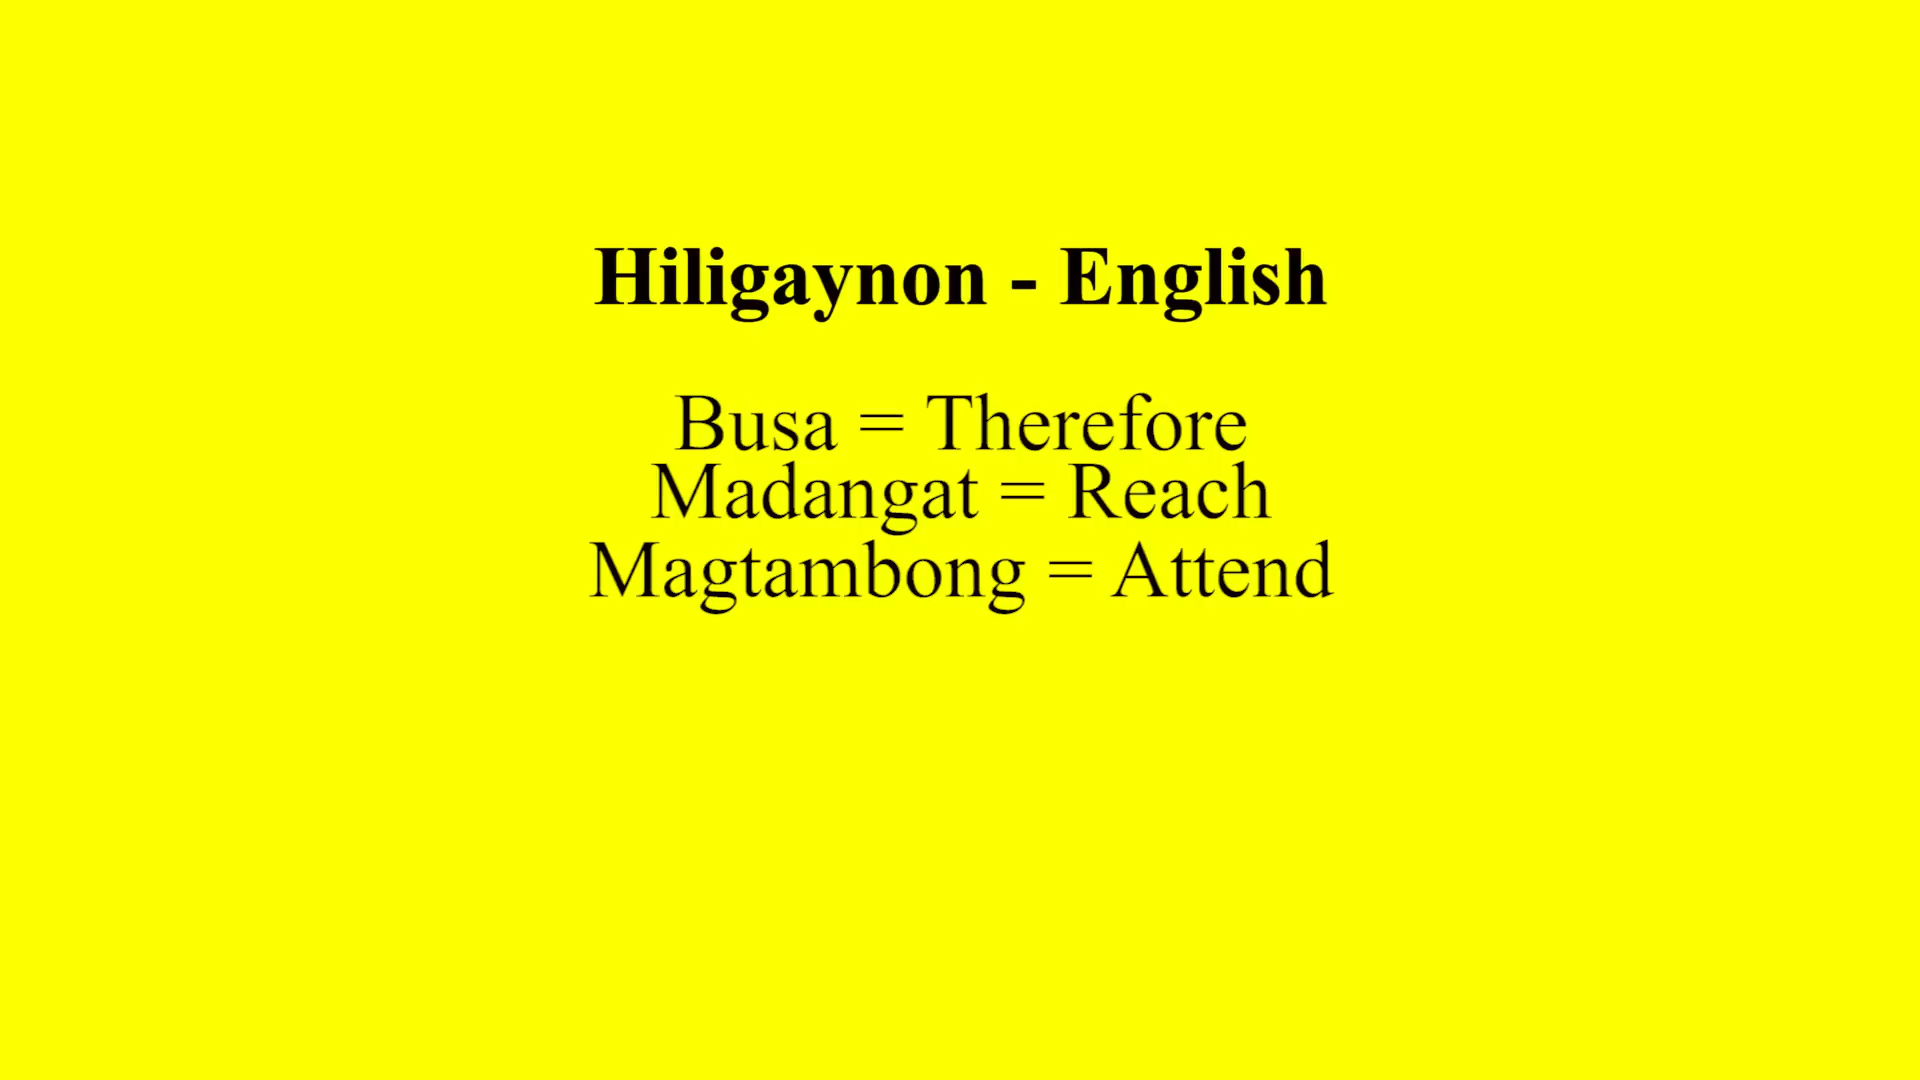 Hiligaynon - English
Busa = Therefore
Madangat = Reach
Magtambong = Attend